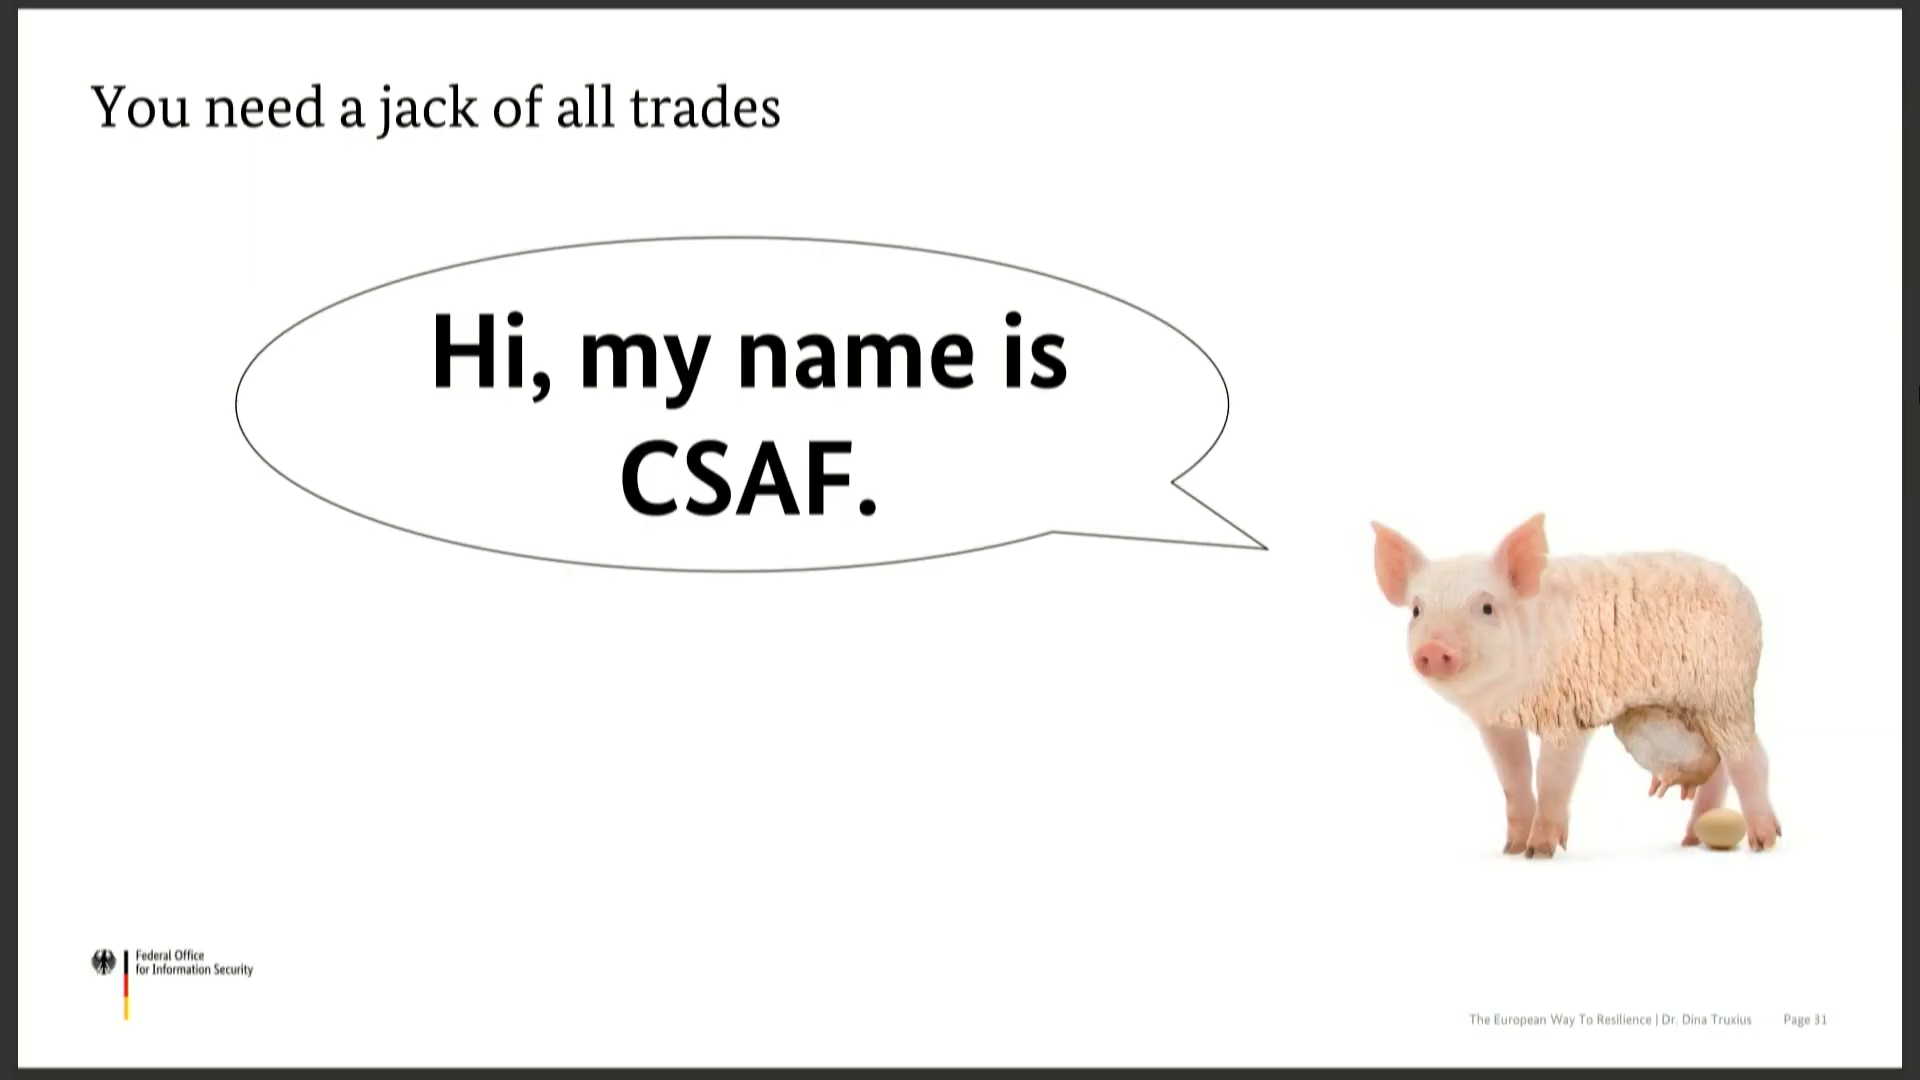 You need a jack of all trades
Hi, my name is
CSAF.
Federal Office
for Information Security
The European Way To Resilience | Dr. Dina Truxius
Page 31